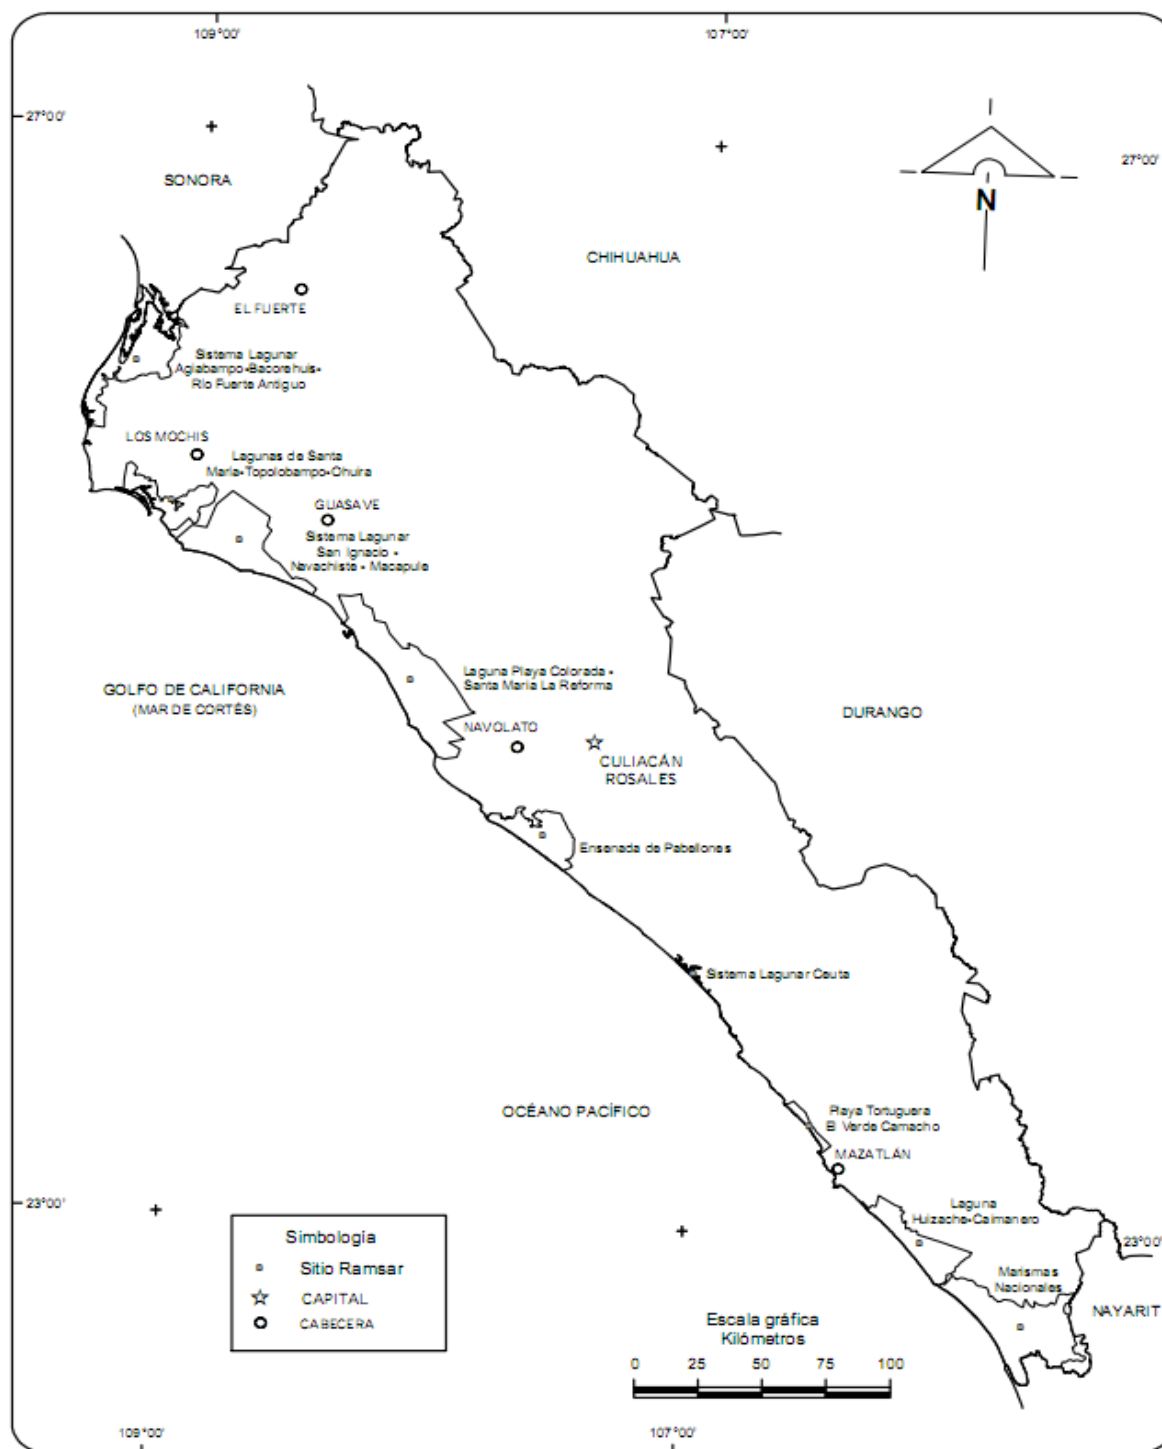 109°00'
107°00'
27°00'
27°00'
SONORA
N
CHIHUAHUA
EL FUERTE
Sistema Lagunar
Agiabampo-Bacorehuis-
Río Fuerte Antiguo
LOS MOCHIS
Lagunas de Santa
María-Topolobampo-Ohuira
GUASAVE
Sistema Lagunar
San Ignacio -
Navachiste - Macapule
Laguna Playa Colorada -
Santa María La Reforma
GOLFO DE CALIFORNIA
(MAR DE CORTÉS)
NAVOLATO
DURANGO
CULIACÁN
ROSALES
Ensenada de Pabellones
Sistema Lagunar Ceuta
OCÉANO PACÍFICO
Playa Tortuguera
El Verde Camacho
MAZATLÁN
23°00'
Laguna
Huizache-Caimanero
23°00'
Marismas
Nacionales
NAYARIT
Simbología
Sitio Ramsar
CAPITAL
CABECERA
Escala gráfica
Kilómetros
0 25 50 75 100
109°00'
107°00'